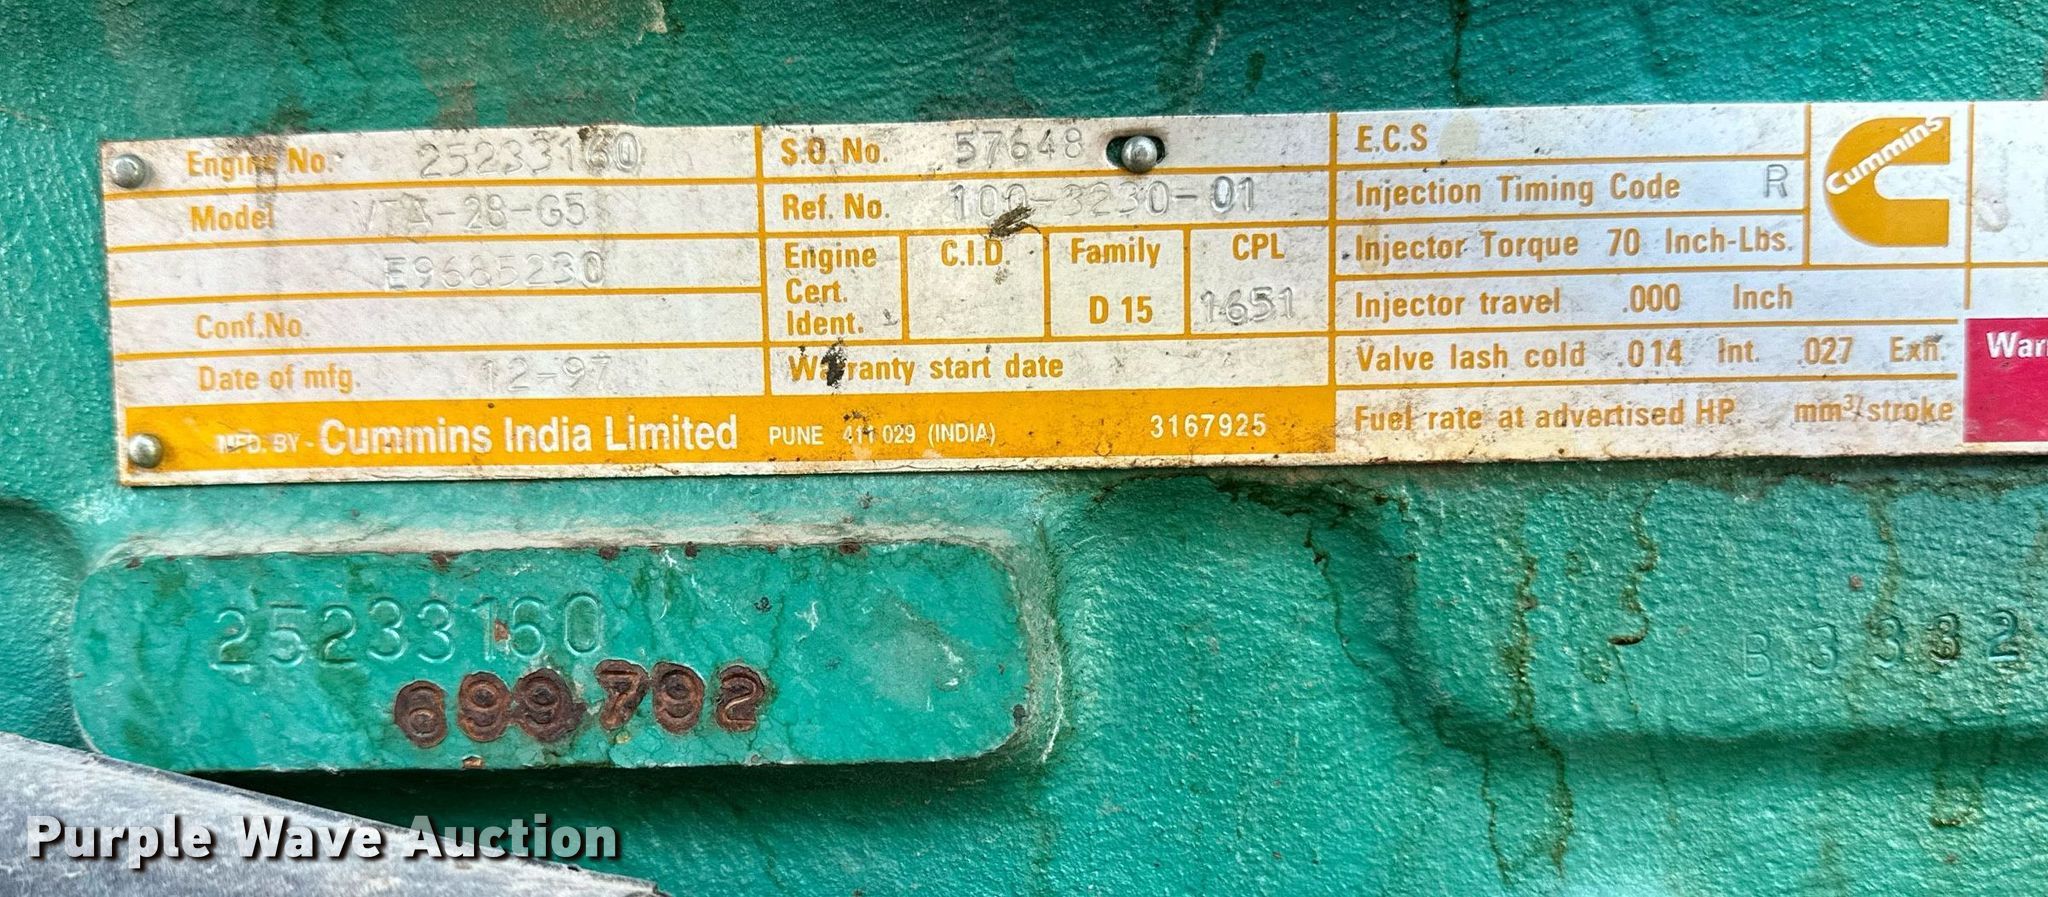 Engine No. 25233160
Model VTA-28-G5
E9685230
Conf.No.
Date of mfg. 12-97
S.O. No. 57648
Ref. No. 100-3230-01
Engine Cert. Ident.
C.I.D.
Family D 15
CPL 1651
Warranty start date
MFD. BY - Cummins India Limited PUNE 411 029 (INDIA) 3167925
E.C.S
Injection Timing Code R
Injector Torque 70 Inch-Lbs.
Injector travel .000 Inch
Valve lash cold .014 Int. .027 Exh.
Fuel rate at advertised HP. mm³/stroke
Cummins
25233160
699792
B3332
Purple Wave Auction